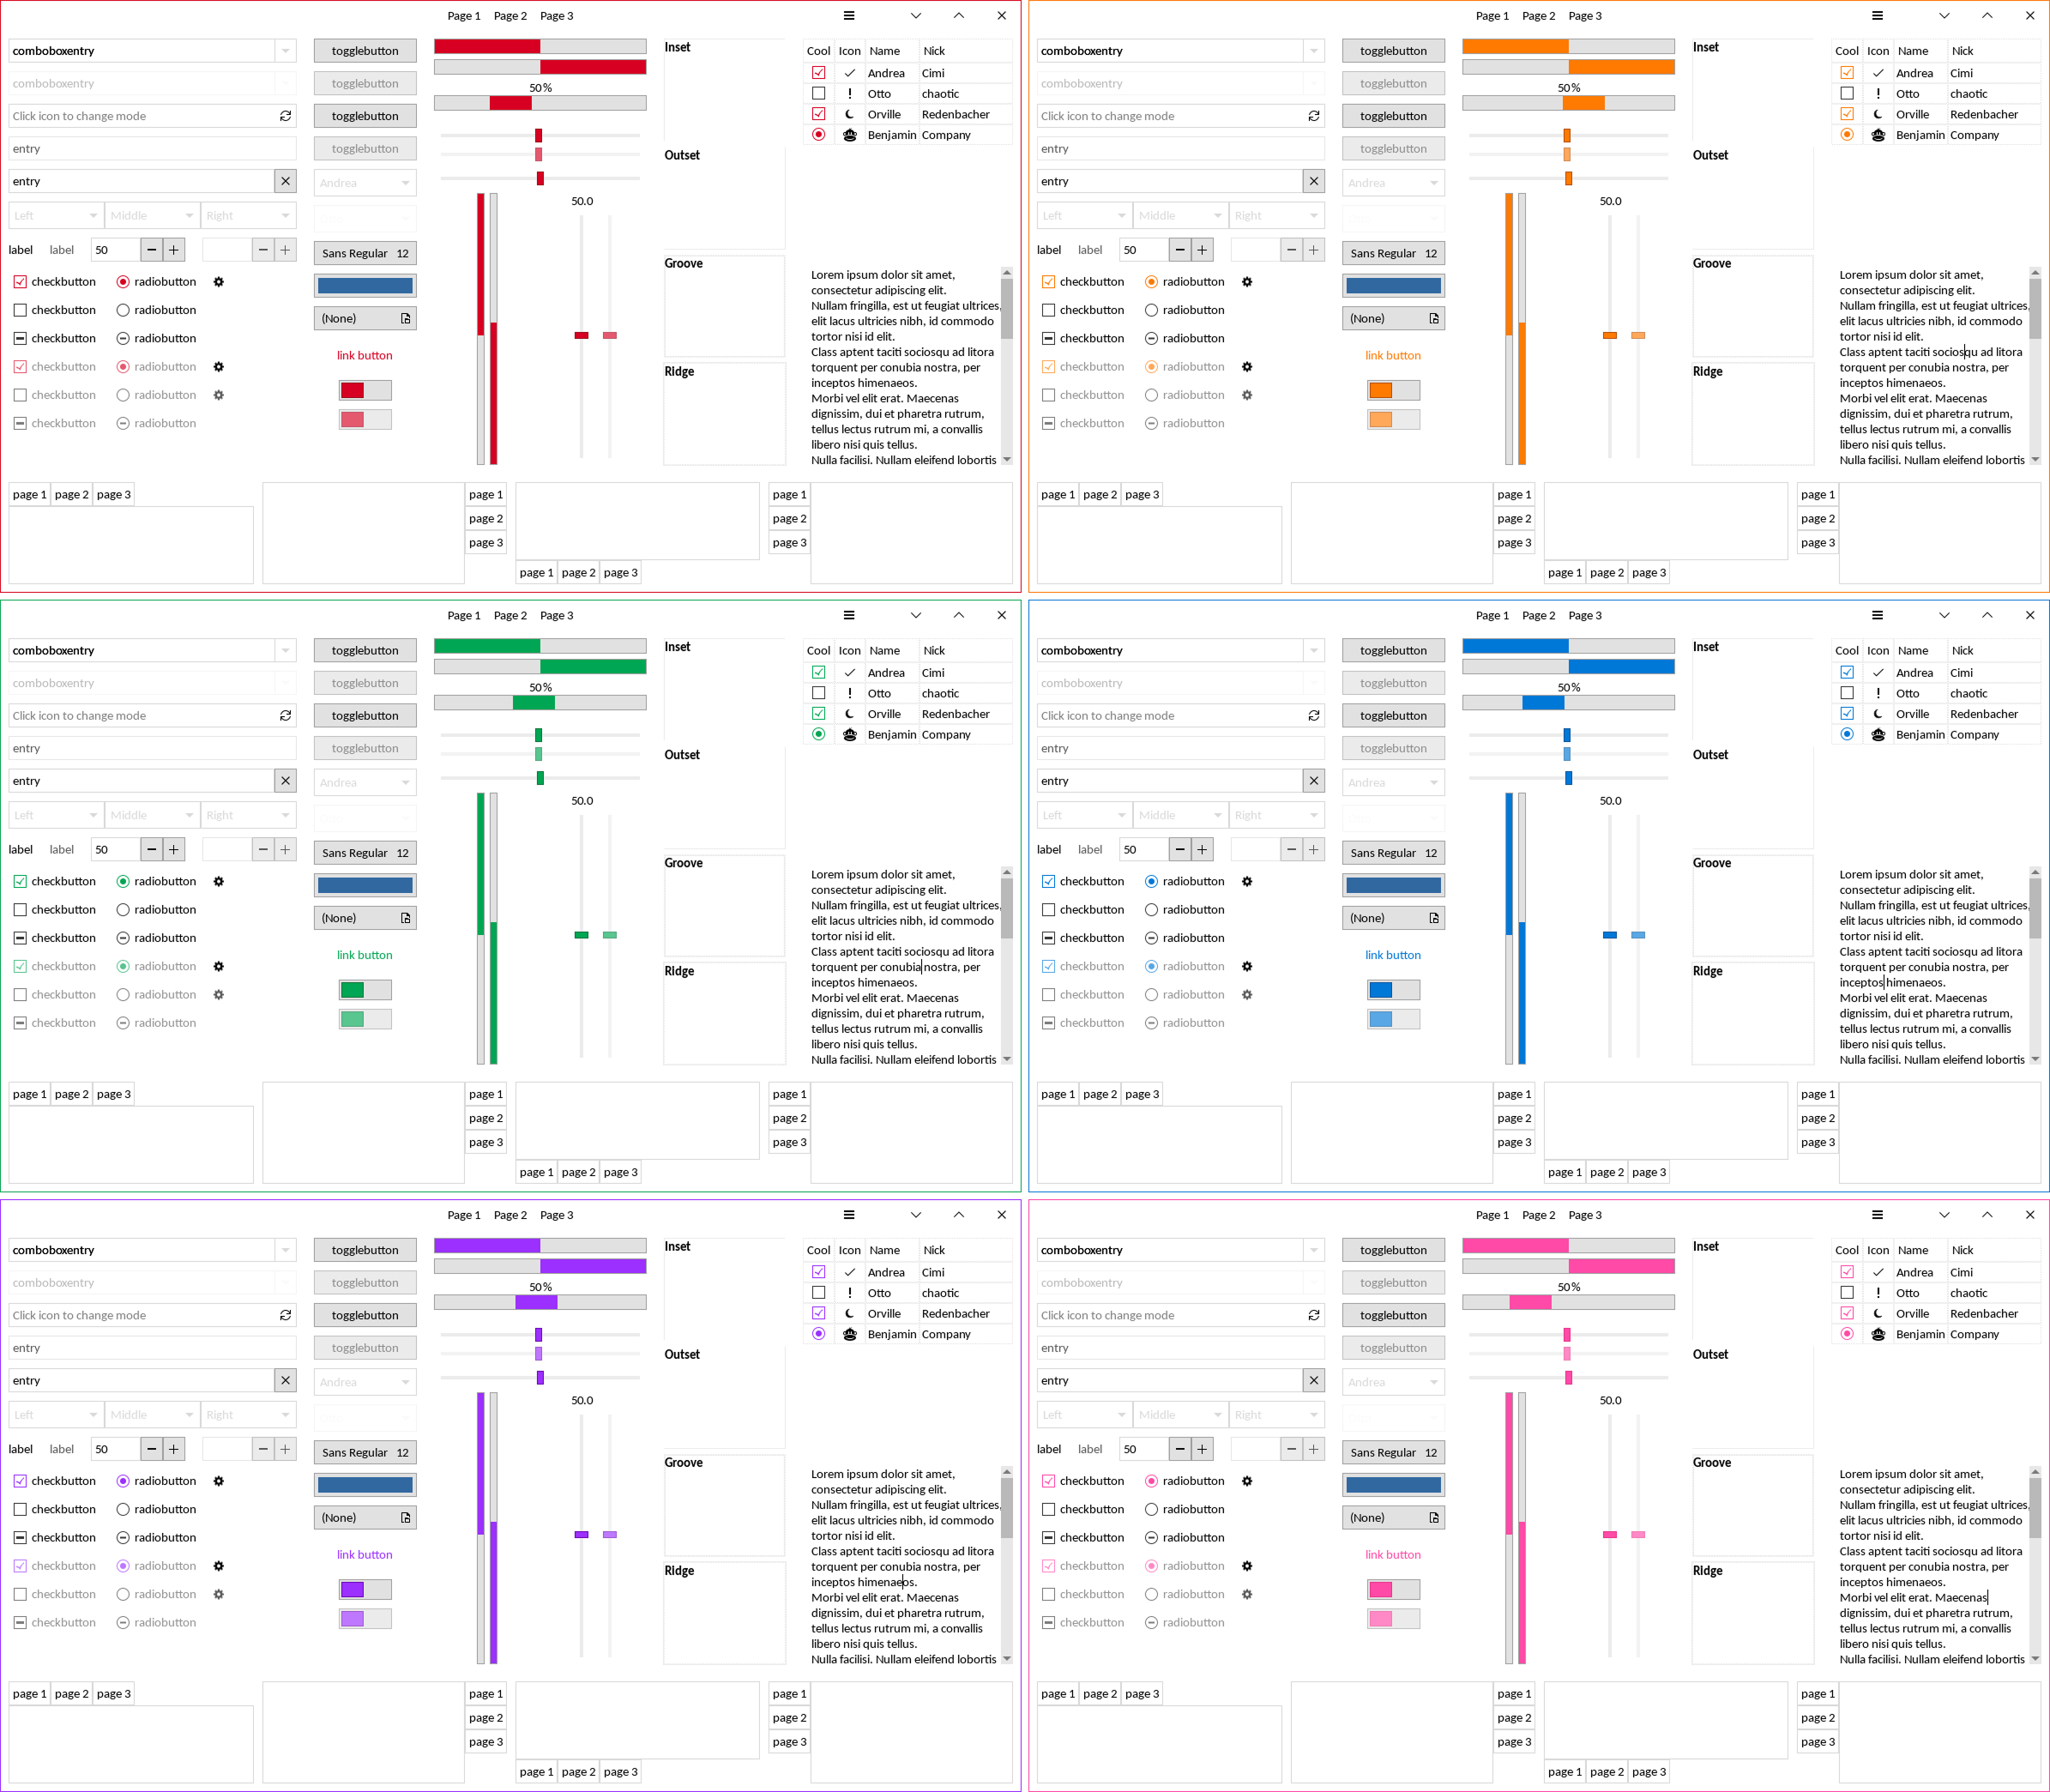 Page 1 Page 2 Page 3
comboboxentry
comboboxentry
Click icon to change mode
entry
entry
Left Middle Right
label label 50
checkbutton radiobutton
checkbutton radiobutton
checkbutton radiobutton
checkbutton radiobutton
checkbutton radiobutton
checkbutton radiobutton
togglebutton
togglebutton
togglebutton
togglebutton
Andrea
Sans Regular 12
(None)
link button
50%
50.0
Inset
Outset
Groove
Ridge
Cool Icon Name Nick
Andrea Cimi
Otto chaotic
Orville Redenbacher
Benjamin Company
Lorem ipsum dolor sit amet,
consectetur adipiscing elit.
Nullam fringilla, est ut feugiat ultrices,
elit lacus ultricies nibh, id commodo
tortor nisi id elit.
Class aptent taciti sociosqu ad litora
torquent per conubia nostra, per
inceptos himenaeos.
Morbi vel elit erat. Maecenas
dignissim, dui et pharetra rutrum,
tellus lectus rutrum mi, a convallis
libero nisi quis tellus.
Nulla facilisi. Nullam eleifend lobortis
page 1 page 2 page 3
page 1
page 2
page 3
page 1 page 2 page 3
page 1
page 2
page 3
Page 1 Page 2 Page 3
comboboxentry
comboboxentry
Click icon to change mode
entry
entry
Left Middle Right
label label 50
checkbutton radiobutton
checkbutton radiobutton
checkbutton radiobutton
checkbutton radiobutton
checkbutton radiobutton
checkbutton radiobutton
togglebutton
togglebutton
togglebutton
togglebutton
Andrea
Sans Regular 12
(None)
link button
50%
50.0
Inset
Outset
Groove
Ridge
Cool Icon Name Nick
Andrea Cimi
Otto chaotic
Orville Redenbacher
Benjamin Company
Lorem ipsum dolor sit amet,
consectetur adipiscing elit.
Nullam fringilla, est ut feugiat ultrices,
elit lacus ultricies nibh, id commodo
tortor nisi id elit.
Class aptent taciti sociosqu ad litora
torquent per conubia nostra, per
inceptos himenaeos.
Morbi vel elit erat. Maecenas
dignissim, dui et pharetra rutrum,
tellus lectus rutrum mi, a convallis
libero nisi quis tellus.
Nulla facilisi. Nullam eleifend lobortis
page 1 page 2 page 3
page 1
page 2
page 3
page 1 page 2 page 3
page 1
page 2
page 3
Page 1 Page 2 Page 3
comboboxentry
comboboxentry
Click icon to change mode
entry
entry
Left Middle Right
label label 50
checkbutton radiobutton
checkbutton radiobutton
checkbutton radiobutton
checkbutton radiobutton
checkbutton radiobutton
checkbutton radiobutton
togglebutton
togglebutton
togglebutton
togglebutton
Andrea
Sans Regular 12
(None)
link button
50%
50.0
Inset
Outset
Groove
Ridge
Cool Icon Name Nick
Andrea Cimi
Otto chaotic
Orville Redenbacher
Benjamin Company
Lorem ipsum dolor sit amet,
consectetur adipiscing elit.
Nullam fringilla, est ut feugiat ultrices,
elit lacus ultricies nibh, id commodo
tortor nisi id elit.
Class aptent taciti sociosqu ad litora
torquent per conubia nostra, per
inceptos himenaeos.
Morbi vel elit erat. Maecenas
dignissim, dui et pharetra rutrum,
tellus lectus rutrum mi, a convallis
libero nisi quis tellus.
Nulla facilisi. Nullam eleifend lobortis
page 1 page 2 page 3
page 1
page 2
page 3
page 1 page 2 page 3
page 1
page 2
page 3
Page 1 Page 2 Page 3
comboboxentry
comboboxentry
Click icon to change mode
entry
entry
Left Middle Right
label label 50
checkbutton radiobutton
checkbutton radiobutton
checkbutton radiobutton
checkbutton radiobutton
checkbutton radiobutton
checkbutton radiobutton
togglebutton
togglebutton
togglebutton
togglebutton
Andrea
Sans Regular 12
(None)
link button
50%
50.0
Inset
Outset
Groove
Ridge
Cool Icon Name Nick
Andrea Cimi
Otto chaotic
Orville Redenbacher
Benjamin Company
Lorem ipsum dolor sit amet,
consectetur adipiscing elit.
Nullam fringilla, est ut feugiat ultrices,
elit lacus ultricies nibh, id commodo
tortor nisi id elit.
Class aptent taciti sociosqu ad litora
torquent per conubia nostra, per
inceptos himenaeos.
Morbi vel elit erat. Maecenas
dignissim, dui et pharetra rutrum,
tellus lectus rutrum mi, a convallis
libero nisi quis tellus.
Nulla facilisi. Nullam eleifend lobortis
page 1 page 2 page 3
page 1
page 2
page 3
page 1 page 2 page 3
page 1
page 2
page 3
Page 1 Page 2 Page 3
comboboxentry
comboboxentry
Click icon to change mode
entry
entry
Left Middle Right
label label 50
checkbutton radiobutton
checkbutton radiobutton
checkbutton radiobutton
checkbutton radiobutton
checkbutton radiobutton
checkbutton radiobutton
togglebutton
togglebutton
togglebutton
togglebutton
Andrea
Sans Regular 12
(None)
link button
50%
50.0
Inset
Outset
Groove
Ridge
Cool Icon Name Nick
Andrea Cimi
Otto chaotic
Orville Redenbacher
Benjamin Company
Lorem ipsum dolor sit amet,
consectetur adipiscing elit.
Nullam fringilla, est ut feugiat ultrices,
elit lacus ultricies nibh, id commodo
tortor nisi id elit.
Class aptent taciti sociosqu ad litora
torquent per conubia nostra, per
inceptos himenaeos.
Morbi vel elit erat. Maecenas
dignissim, dui et pharetra rutrum,
tellus lectus rutrum mi, a convallis
libero nisi quis tellus.
Nulla facilisi. Nullam eleifend lobortis
page 1 page 2 page 3
page 1
page 2
page 3
page 1 page 2 page 3
page 1
page 2
page 3
Page 1 Page 2 Page 3
comboboxentry
comboboxentry
Click icon to change mode
entry
entry
Left Middle Right
label label 50
checkbutton radiobutton
checkbutton radiobutton
checkbutton radiobutton
checkbutton radiobutton
checkbutton radiobutton
checkbutton radiobutton
togglebutton
togglebutton
togglebutton
togglebutton
Andrea
Sans Regular 12
(None)
link button
50%
50.0
Inset
Outset
Groove
Ridge
Cool Icon Name Nick
Andrea Cimi
Otto chaotic
Orville Redenbacher
Benjamin Company
Lorem ipsum dolor sit amet,
consectetur adipiscing elit.
Nullam fringilla, est ut feugiat ultrices,
elit lacus ultricies nibh, id commodo
tortor nisi id elit.
Class aptent taciti sociosqu ad litora
torquent per conubia nostra, per
inceptos himenaeos.
Morbi vel elit erat. Maecenas
dignissim, dui et pharetra rutrum,
tellus lectus rutrum mi, a convallis
libero nisi quis tellus.
Nulla facilisi. Nullam eleifend lobortis
page 1 page 2 page 3
page 1
page 2
page 3
page 1 page 2 page 3
page 1
page 2
page 3